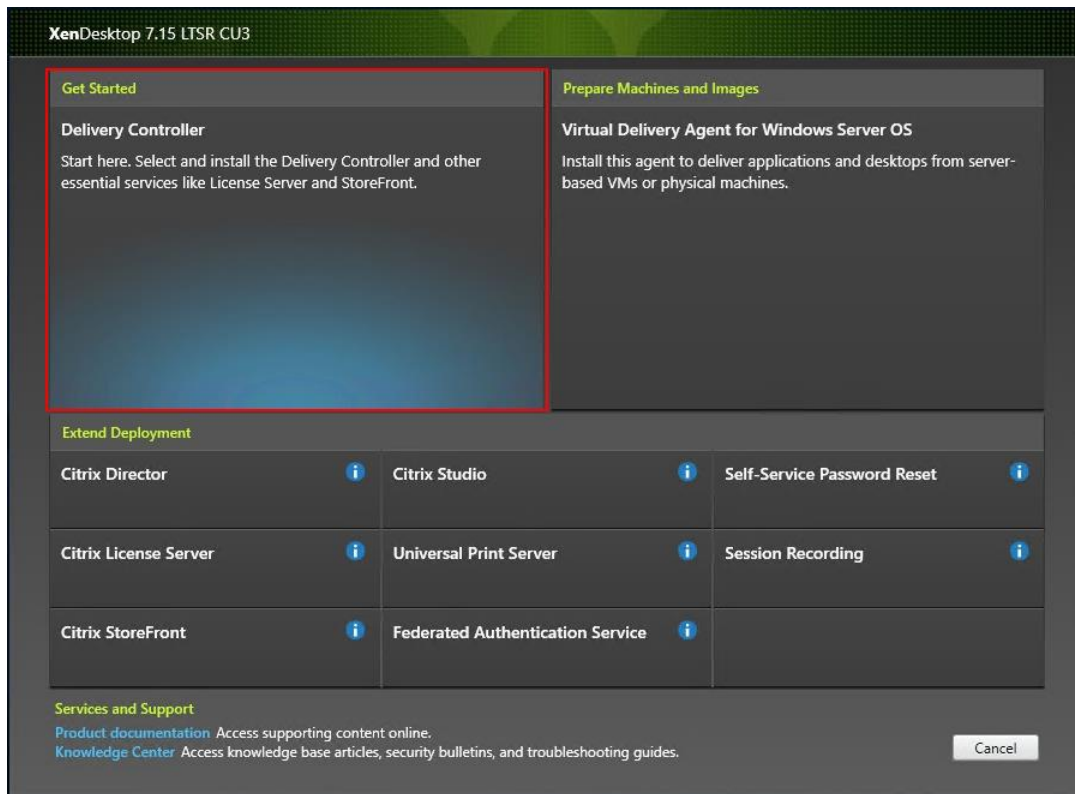 XenDesktop 7.15 LTSR CU3
Get Started
Delivery Controller
Start here. Select and install the Delivery Controller and other
essential services like License Server and StoreFront.
Prepare Machines and Images
Virtual Delivery Agent for Windows Server OS
Install this agent to deliver applications and desktops from server-
based VMs or physical machines.
Extend Deployment
Citrix Director
Citrix Studio
Self-Service Password Reset
Citrix License Server
Universal Print Server
Session Recording
Citrix StoreFront
Federated Authentication Service
Services and Support
Product documentation Access supporting content online.
Knowledge Center Access knowledge base articles, security bulletins, and troubleshooting guides.
Cancel